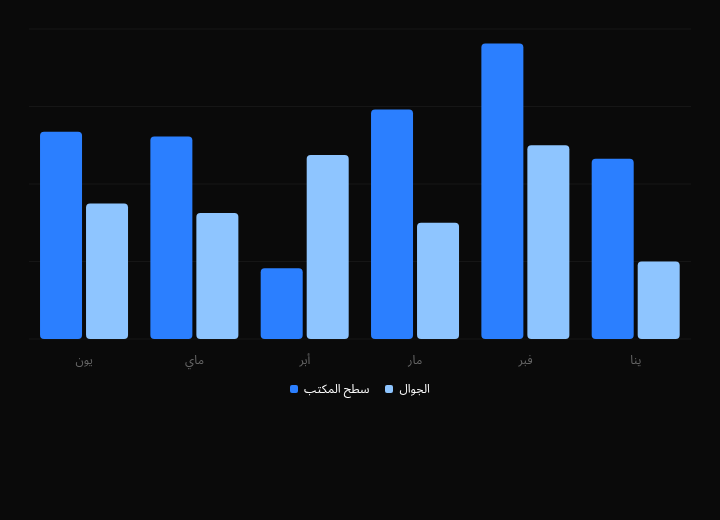 ينا
فبر
مار
أبر
ماي
يون
الجوال
سطح المكتب